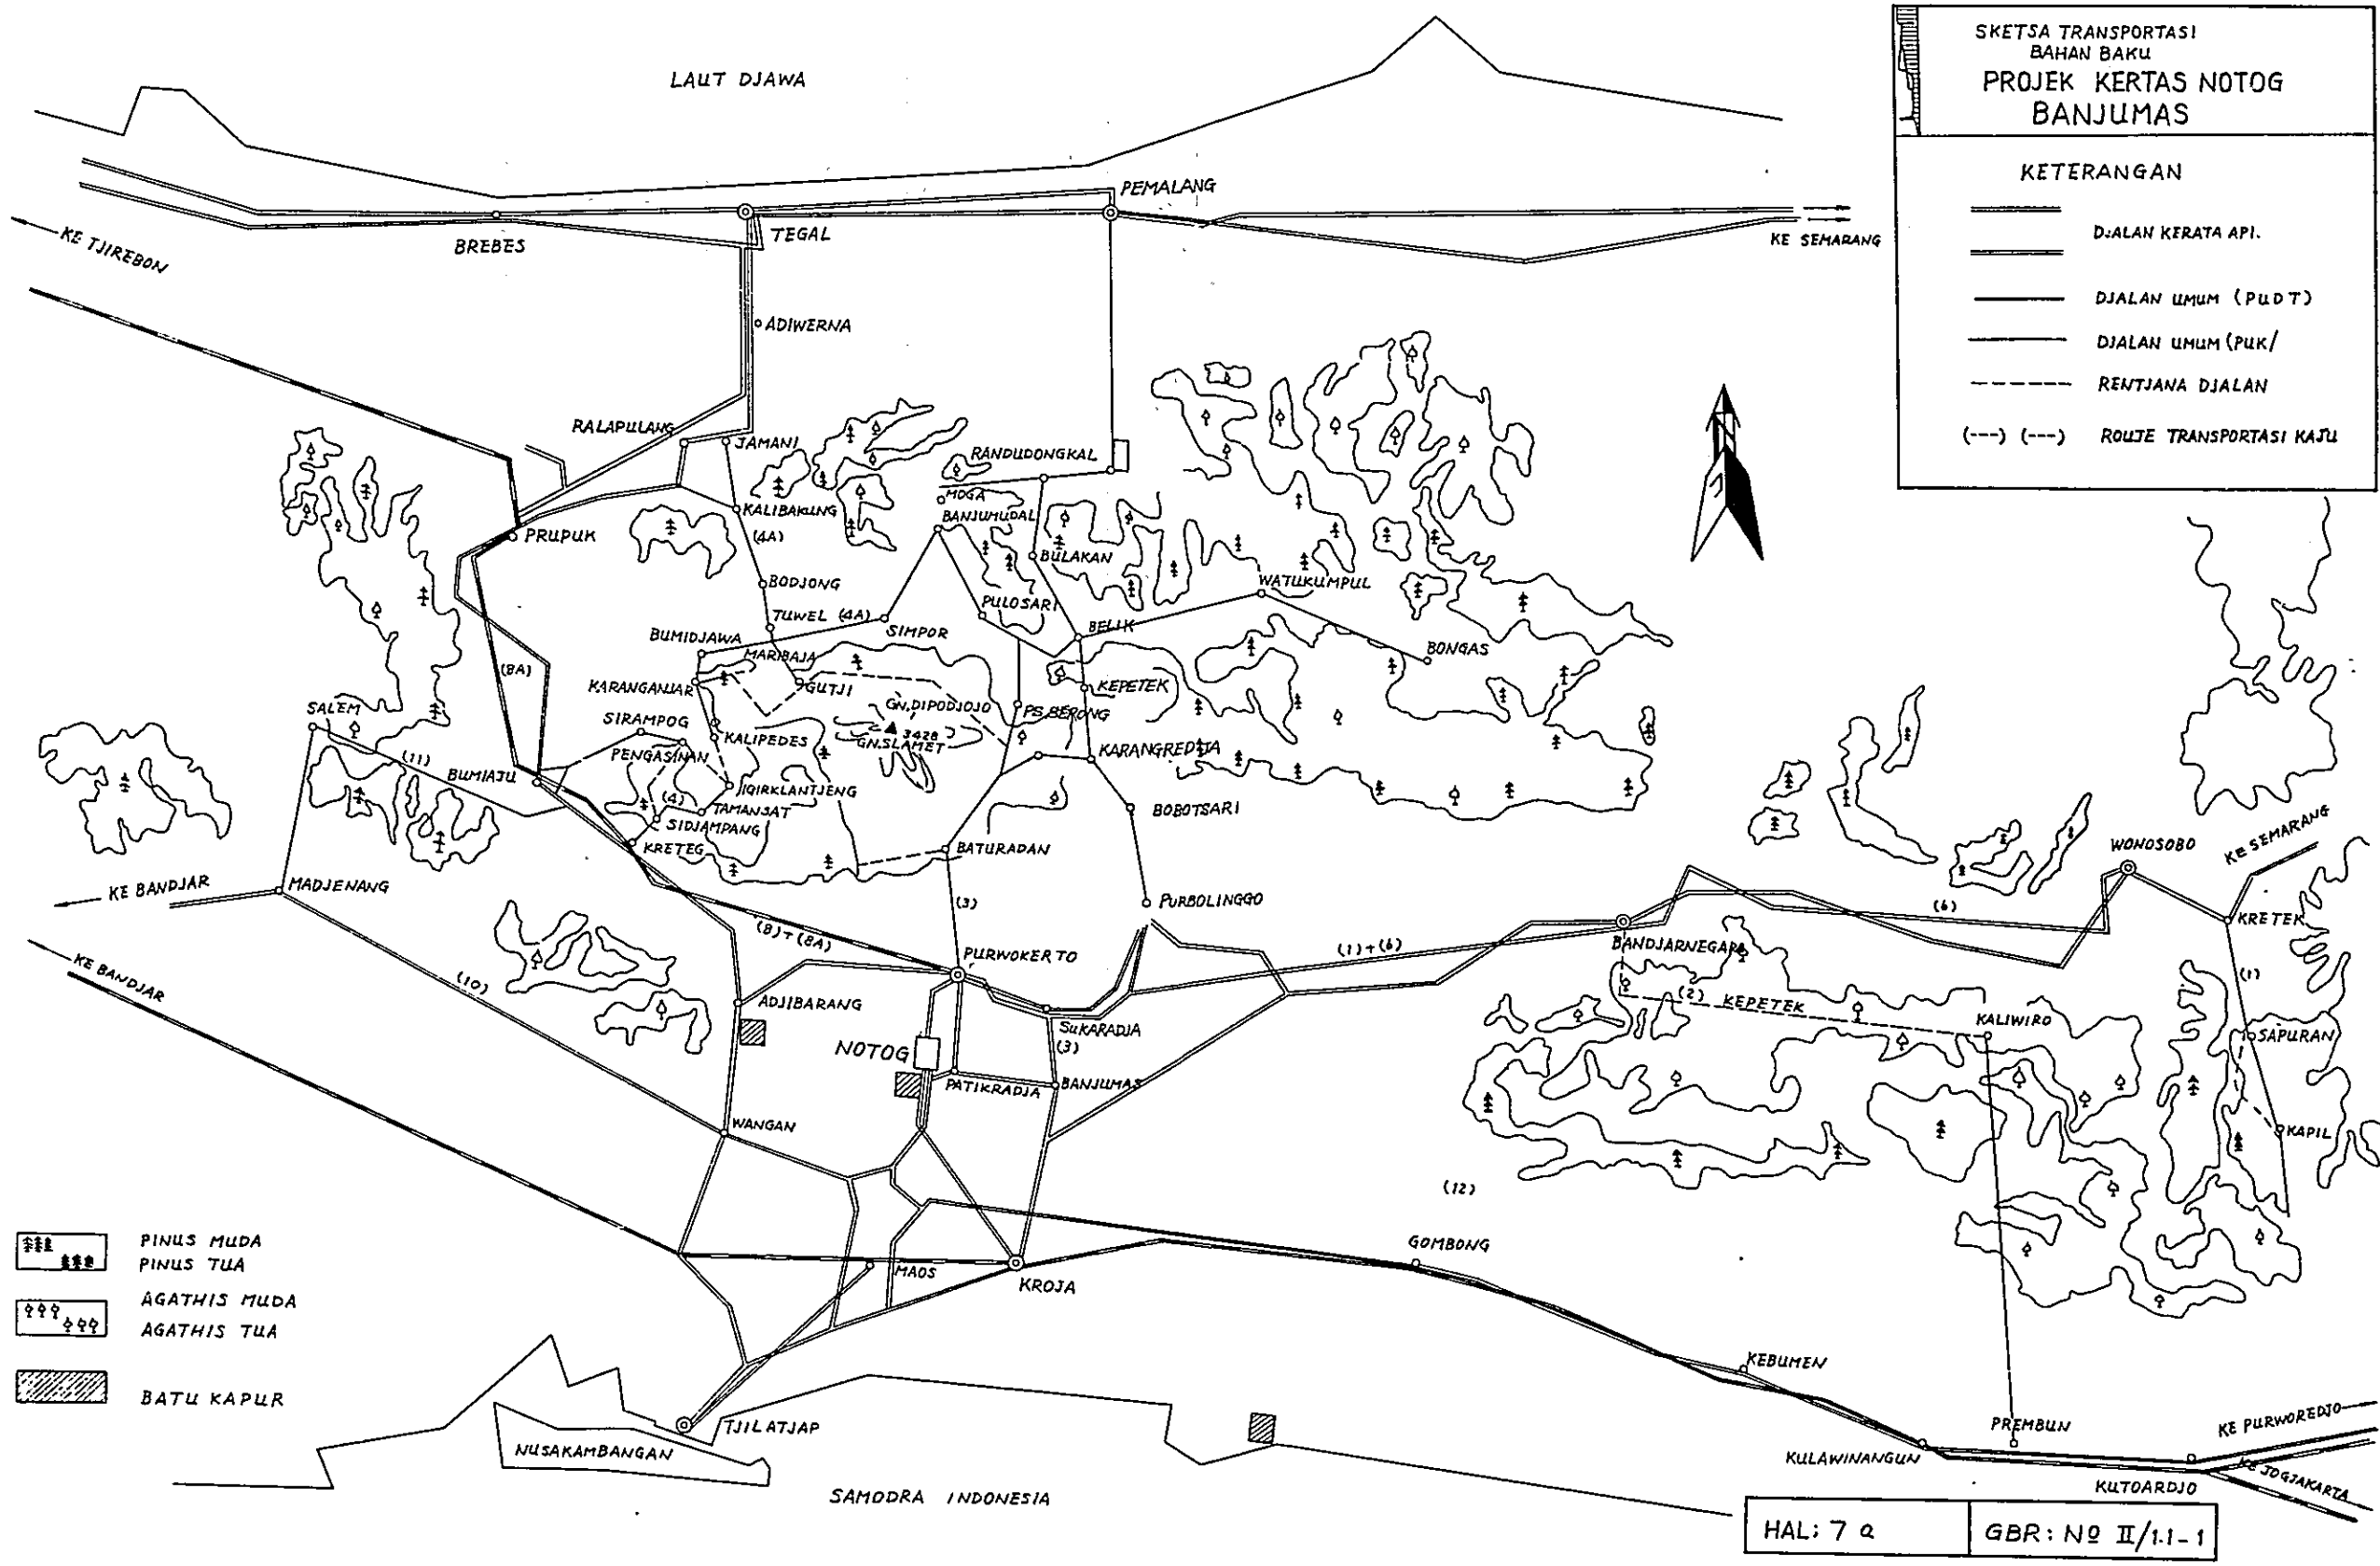 SKETSA TRANSPORTASI
BAHAN BAKU
PROJEK KERTAS NOTOG
BANJUMAS
KETERANGAN
DJALAN KERATA API.
DJALAN UMUM (PUDT)
DJALAN UMUM (PUK/
RENTJANA DJALAN
(---) (---) ROUTE TRANSPORTASI KAJU
LAUT DJAWA
PEMALANG
TEGAL
BREBES
KE TJIREBON
KE SEMARANG
ADIWERNA
RALAPULANG
JAMANI
RANDUDONGKAL
MOGA
KALIBAKUNG
BANJUMUDAL
PRUPUK
(4A)
BULAKAN
BODJONG
WATUKUMPUL
PULOSARI
TUWEL (4A)
SIMPOR
BELIK
BUMIDJAWA
MARIBAJA
BONGAS
(8A)
KARANGANJAR
GUTJI
KEPETEK
GN. DIPODJOJO
PS. BERONG
SALEM
SIRAMPOG
3428
GN. SLAMET
KALIPEDES
PENGASINAN
KARANGREDJA
(11)
BUMIAJU
IGIRKLANTJENG
(4)
TAMANSAT
BOBOTSARI
SIDJAMPANG
KRETEG
BATURADAN
WONOSOBO
KE SEMARANG
KE BANDJAR
MADJENANG
(3)
PURBOLINGGO
(6)
KRETEK
(8)+(8A)
(1)+(6)
BANDJARNEGARA
PURWOKERTO
KE BANDJAR
(10)
(1)
(2) KEPETEK
ADJIBARANG
SUKARADJA
KALIWIRO
SAPURAN
NOTOG
(3)
PATIKRADJA
BANJUMAS
WANGAN
KAPIL
(12)
GOMBONG
MAOS
KROJA
PINUS MUDA
PINUS TUA
AGATHIS MUDA
AGATHIS TUA
BATU KAPUR
KEBUMEN
TJILATJAP
NUSAKAMBANGAN
PREMBUN
KE PURWOREDJO
KULAWINANGUN
KE JOGJAKARTA
KUTOARDJO
SAMODRA INDONESIA
HAL; 7 a
GBR: Nº II/1.1-1